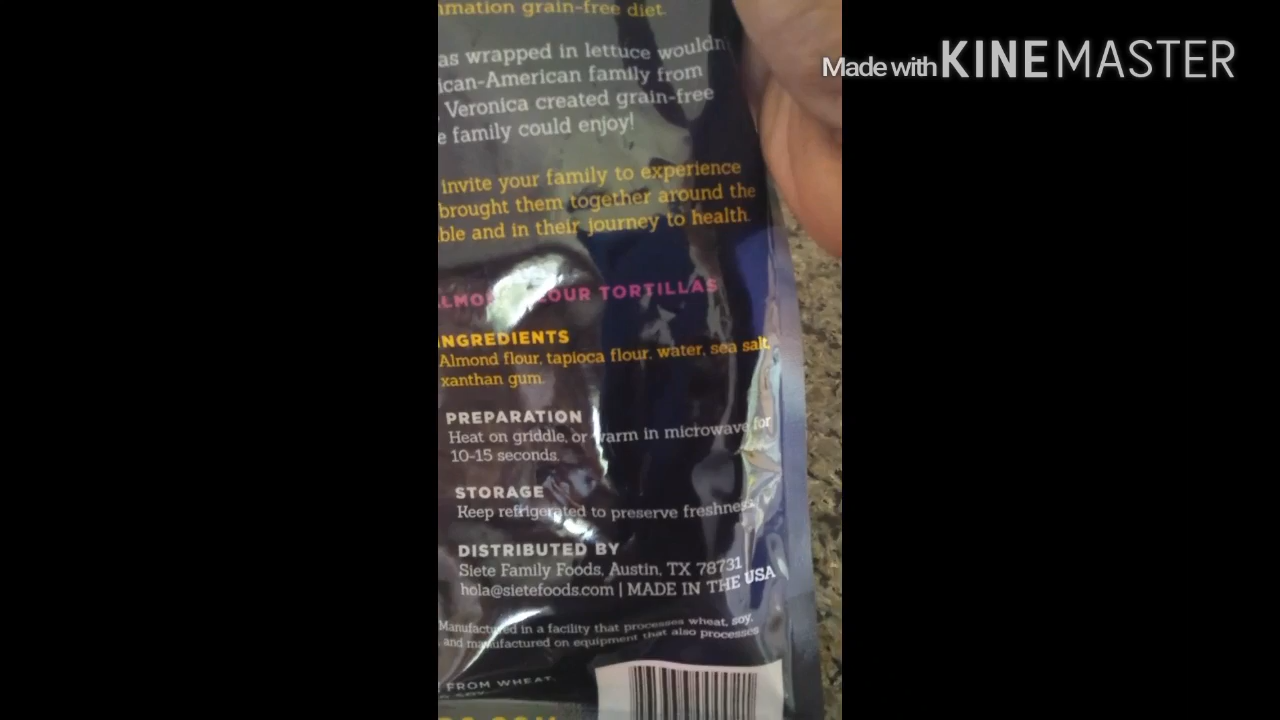 grain-free diet.
Made with KINEMASTER
as wrapped in lettuce wouldn
ican-American family from
Veronica created grain-free
e family could enjoy!
invite your family to experience
brought them together around the
ble and in their journey to health.
TORTILLAS
INGREDIENTS
Almond flour, tapioca flour, water, sea salt,
xanthan gum.
PREPARATION
Heat on griddle, or warm in microwave for
10-15 seconds.
STORAGE
Keep refrigerated to preserve freshness
DISTRIBUTED BY
Siete Family Foods, Austin, TX 78731
hola@sietefoods.com | MADE IN THE USA
Manufactured in a facility that processes wheat, soy,
and manufactured on equipment that also processes
FROM WHEAT.